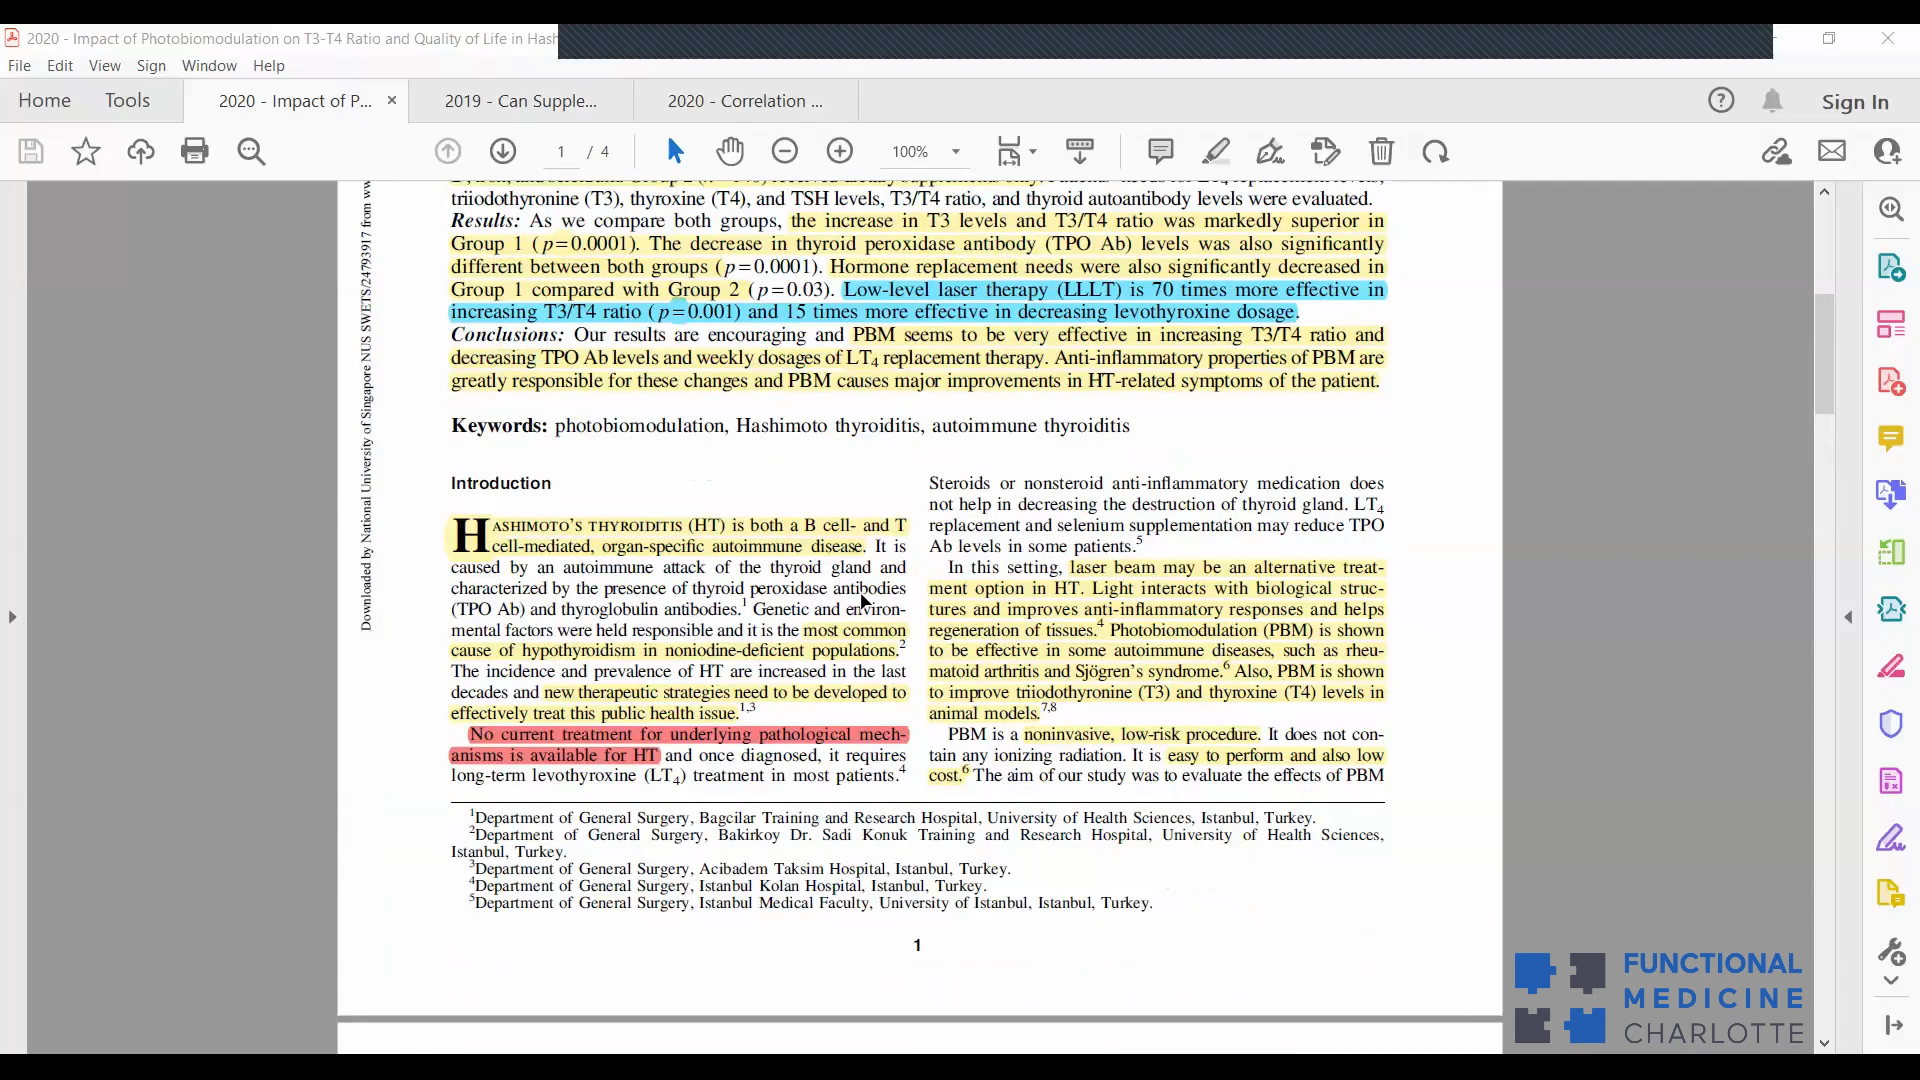 2020 - Impact of Photobiomodulation on T3-T4 Ratio and Quality of Life in Hash
File Edit View Sign Window Help
Home Tools 2020 - Impact of P... × 2019 - Can Supple... 2020 - Correlation ... Sign In
1 / 4 100%
triiodothyronine (T3), thyroxine (T4), and TSH levels, T3/T4 ratio, and thyroid autoantibody levels were evaluated.
Results: As we compare both groups, the increase in T3 levels and T3/T4 ratio was markedly superior in
Group 1 (p=0.0001). The decrease in thyroid peroxidase antibody (TPO Ab) levels was also significantly
different between both groups (p=0.0001). Hormone replacement needs were also significantly decreased in
Group 1 compared with Group 2 (p=0.03). Low-level laser therapy (LLLT) is 70 times more effective in
increasing T3/T4 ratio (p=0.001) and 15 times more effective in decreasing levothyroxine dosage.
Conclusions: Our results are encouraging and PBM seems to be very effective in increasing T3/T4 ratio and
decreasing TPO Ab levels and weekly dosages of LT4 replacement therapy. Anti-inflammatory properties of PBM are
greatly responsible for these changes and PBM causes major improvements in HT-related symptoms of the patient.
Keywords: photobiomodulation, Hashimoto thyroiditis, autoimmune thyroiditis
Introduction
HASHIMOTO'S THYROIDITIS (HT) is both a B cell- and T
cell-mediated, organ-specific autoimmune disease. It is
caused by an autoimmune attack of the thyroid gland and
characterized by the presence of thyroid peroxidase antibodies
(TPO Ab) and thyroglobulin antibodies.1 Genetic and environ-
mental factors were held responsible and it is the most common
cause of hypothyroidism in noniodine-deficient populations.2
The incidence and prevalence of HT are increased in the last
decades and new therapeutic strategies need to be developed to
effectively treat this public health issue.1,3
No current treatment for underlying pathological mech-
anisms is available for HT and once diagnosed, it requires
long-term levothyroxine (LT4) treatment in most patients.4
Steroids or nonsteroid anti-inflammatory medication does
not help in decreasing the destruction of thyroid gland. LT4
replacement and selenium supplementation may reduce TPO
Ab levels in some patients.5
In this setting, laser beam may be an alternative treat-
ment option in HT. Light interacts with biological struc-
tures and improves anti-inflammatory responses and helps
regeneration of tissues.4 Photobiomodulation (PBM) is shown
to be effective in some autoimmune diseases, such as rheu-
matoid arthritis and Sjögren's syndrome.6 Also, PBM is shown
to improve triiodothyronine (T3) and thyroxine (T4) levels in
animal models.7,8
PBM is a noninvasive, low-risk procedure. It does not con-
tain any ionizing radiation. It is easy to perform and also low
cost.6 The aim of our study was to evaluate the effects of PBM
1Department of General Surgery, Bagcilar Training and Research Hospital, University of Health Sciences, Istanbul, Turkey.
2Department of General Surgery, Bakirkoy Dr. Sadi Konuk Training and Research Hospital, University of Health Sciences,
Istanbul, Turkey.
3Department of General Surgery, Acibadem Taksim Hospital, Istanbul, Turkey.
4Department of General Surgery, Istanbul Kolan Hospital, Istanbul, Turkey.
5Department of General Surgery, Istanbul Medical Faculty, University of Istanbul, Istanbul, Turkey.
1
Downloaded by National University of Singapore NUS SWETS/24793917 from ww
FUNCTIONAL
MEDICINE
CHARLOTTE